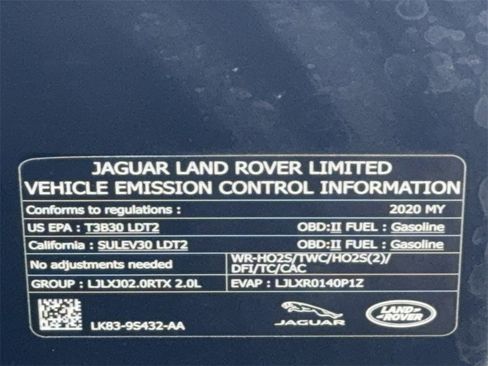 JAGUAR LAND ROVER LIMITED
VEHICLE EMISSION CONTROL INFORMATION
Conforms to regulations : 2020 MY
US EPA : T3B30 LDT2 OBD:II FUEL : Gasoline
California : SULEV30 LDT2 OBD:II FUEL : Gasoline
No adjustments needed WR-HO2S/TWC/HO2S(2)/
DFI/TC/CAC
GROUP : LJLXJ02.0RTX 2.0L EVAP : LJLXR0140P1Z
LK83-9S432-AA JAGUAR LAND ROVER